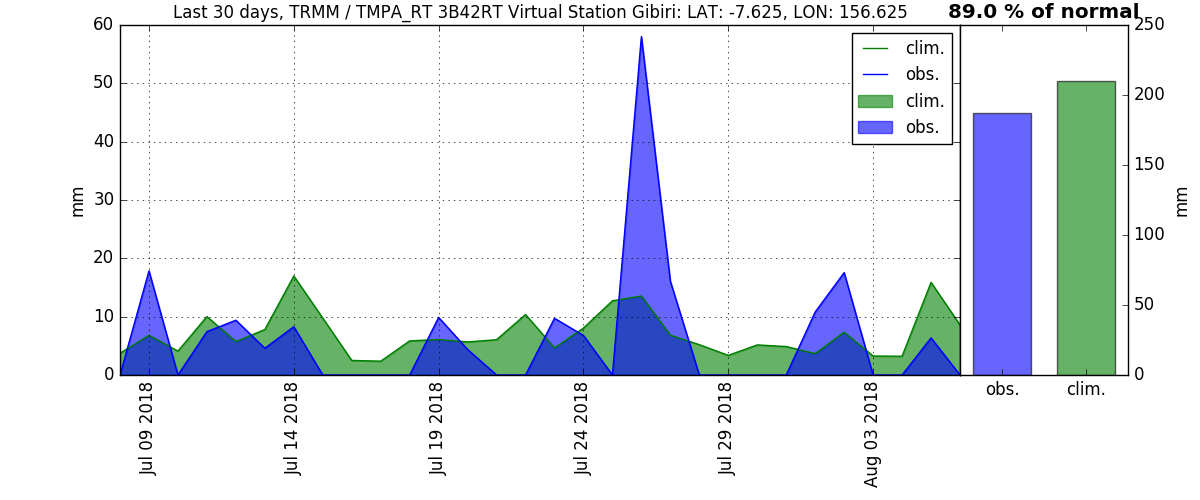 Last 30 days, TRMM / TMPA_RT 3B42RT Virtual Station Gibiri: LAT: -7.625, LON: 156.625
89.0 % of normal
60
50
40
30
20
10
0
mm
clim.
obs.
clim.
obs.
250
200
150
100
50
0
mm
Jul 09 2018
Jul 14 2018
Jul 19 2018
Jul 24 2018
Jul 29 2018
Aug 03 2018
obs.
clim.